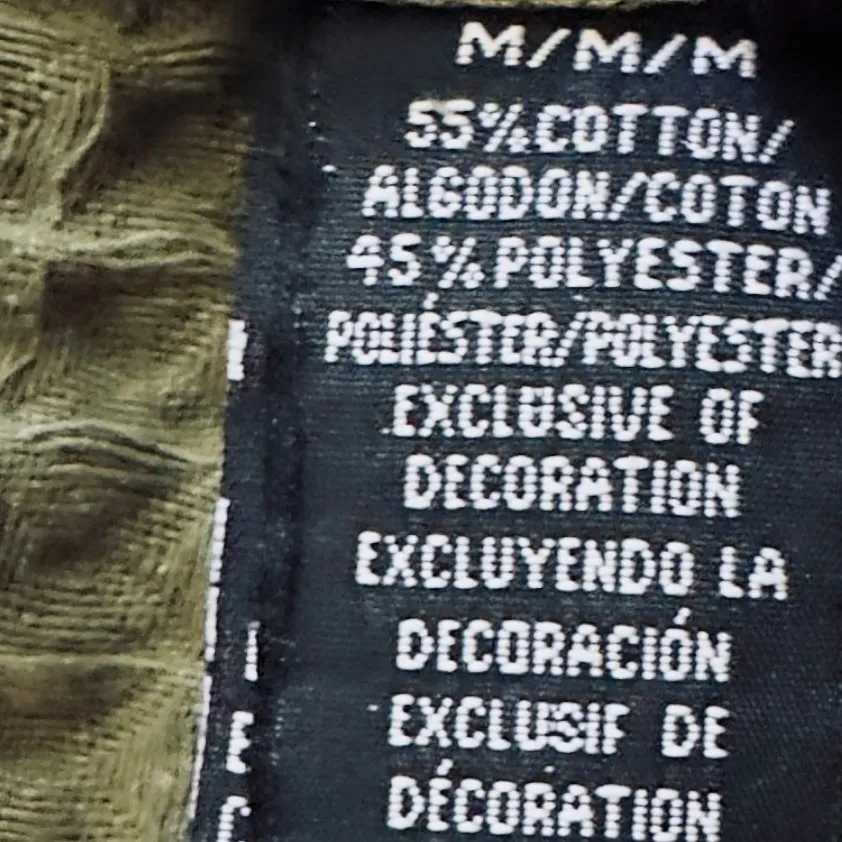 M/M/M
55%COTTON/
ALGODON/COTON
45%POLYESTER/
POLIÉSTER/POLYESTER
EXCLUSIVE OF
DECORATION
EXCLUYENDO LA
DECORACIÓN
EXCLUSIF DE
DÉCORATION